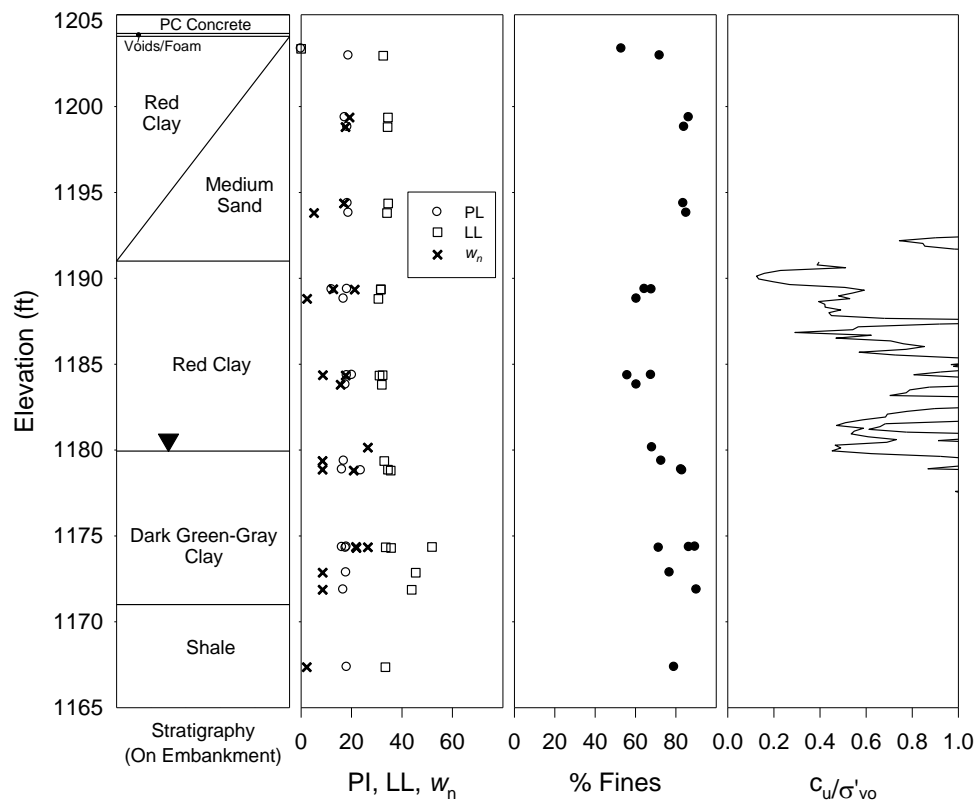 1205
1200
1195
1190
1185
1180
1175
1170
1165
Elevation (ft)
PC Concrete
Voids/Foam
Red
Clay
Medium
Sand
Red Clay
Dark Green-Gray
Clay
Shale
Stratigraphy
(On Embankment)
PL
LL
wn
0 20 40 60
PI, LL, wn
0 20 40 60 80
% Fines
0.0 0.2 0.4 0.6 0.8 1.0
cu/σ'vo